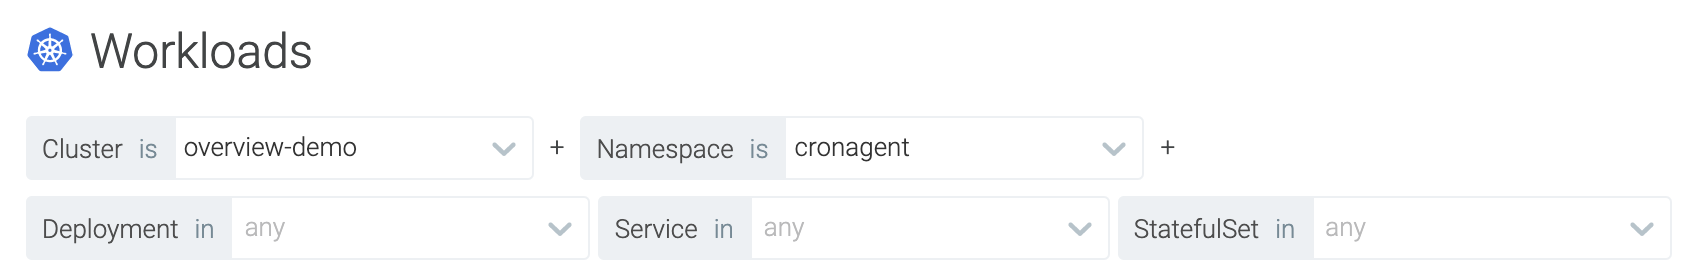 Workloads
Cluster is overview-demo + Namespace is cronagent +
Deployment in any Service in any StatefulSet in any